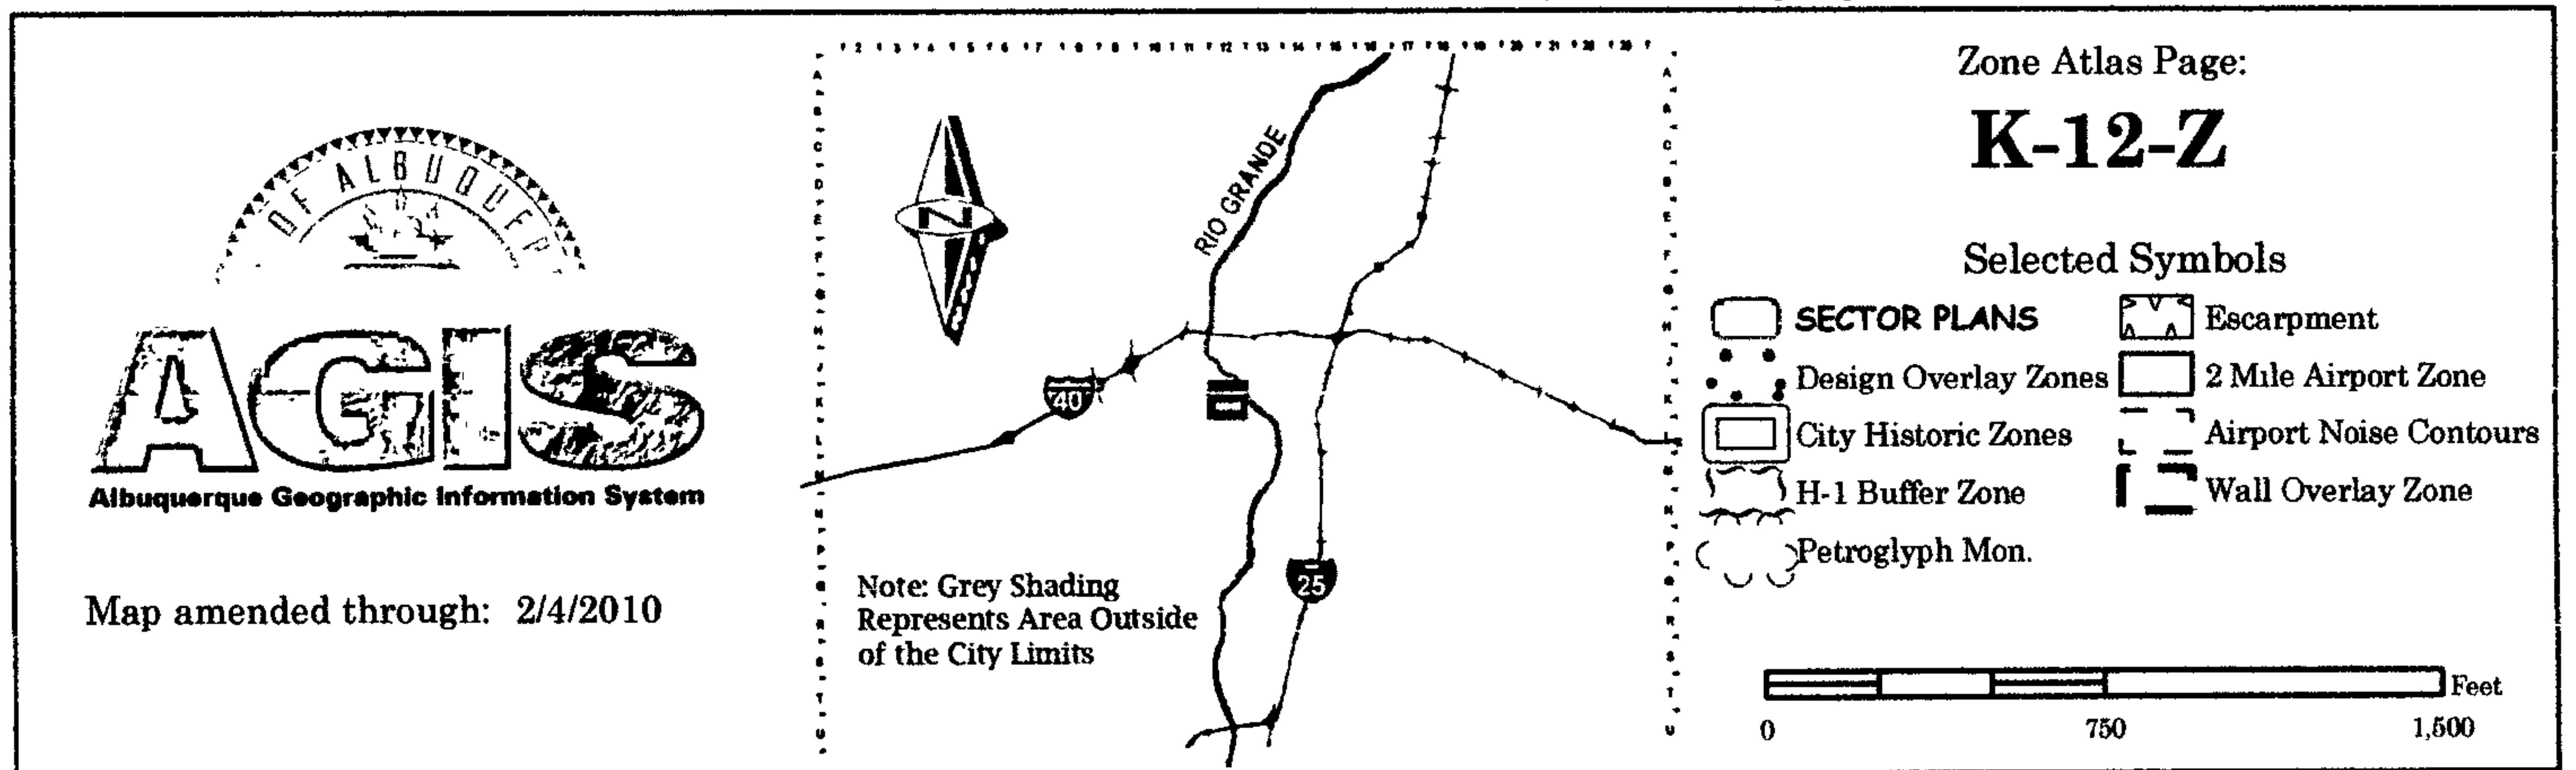 OF ALBUQUER
AGIS
Albuquerque Geographic Information System
Map amended through: 2/4/2010
N
RIO GRANDE
40
25
Note: Grey Shading
Represents Area Outside
of the City Limits
Zone Atlas Page:
K-12-Z
Selected Symbols
SECTOR PLANS
Design Overlay Zones
City Historic Zones
H-1 Buffer Zone
Petroglyph Mon.
Escarpment
2 Mile Airport Zone
Airport Noise Contours
Wall Overlay Zone
Feet
0 750 1,500